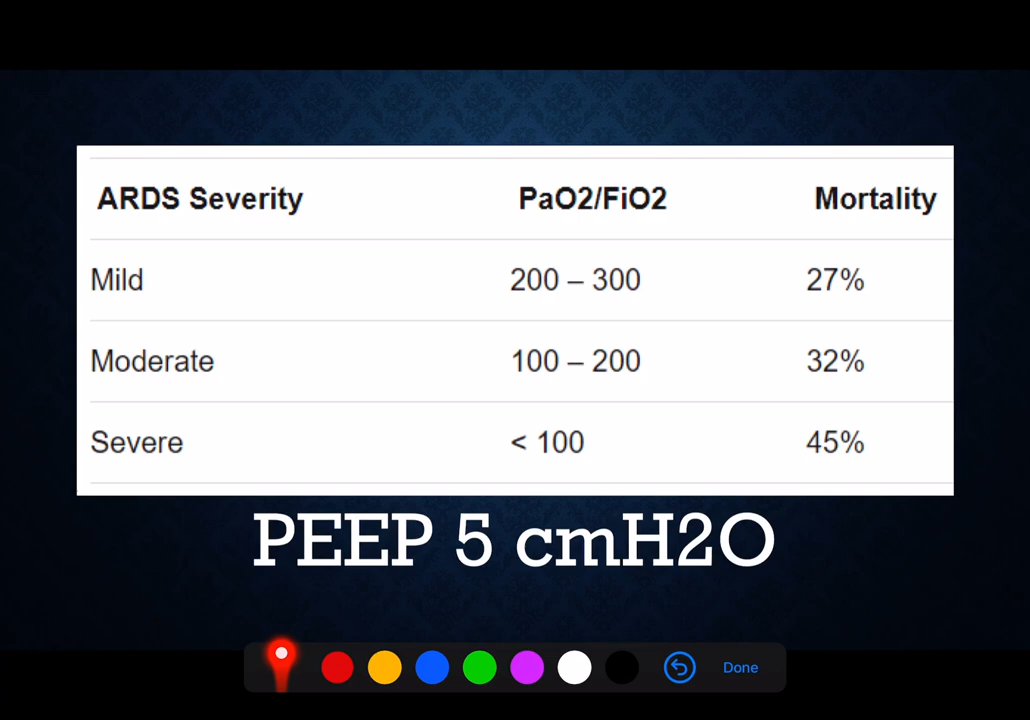 ARDS Severity PaO2/FiO2 Mortality
Mild 200 – 300 27%
Moderate 100 – 200 32%
Severe < 100 45%
PEEP 5 cmH2O
Done